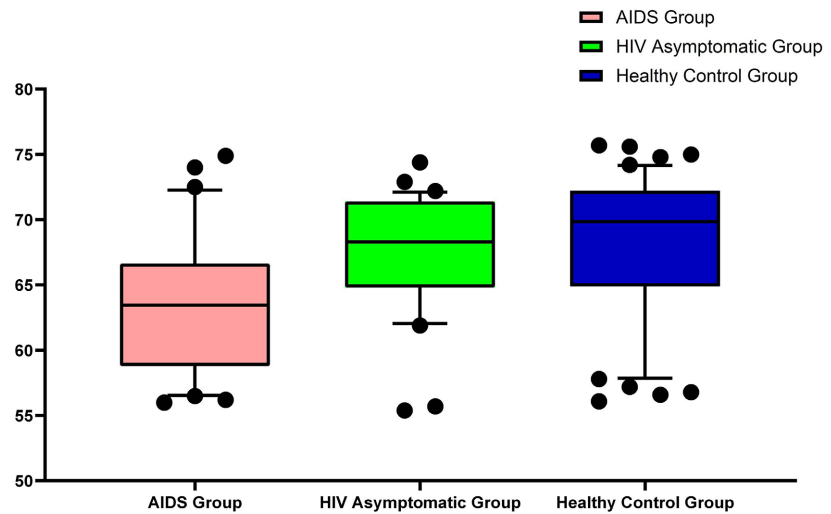 AIDS Group
HIV Asymptomatic Group
Healthy Control Group
80
75
70
65
60
55
50
AIDS Group HIV Asymptomatic Group Healthy Control Group